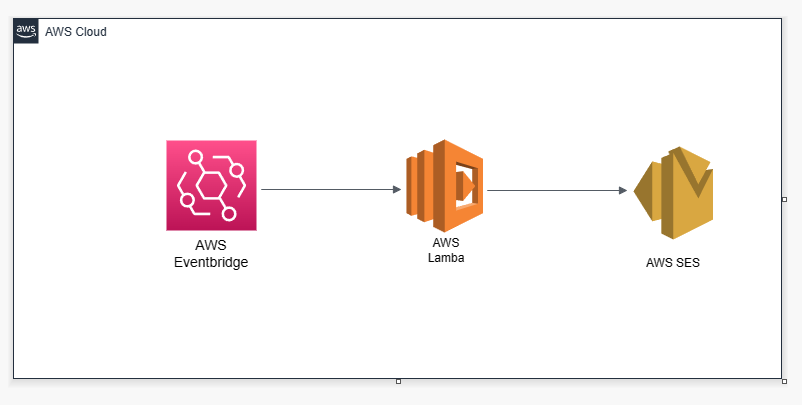 aws
AWS Cloud
AWS
Eventbridge
AWS
Lamba
AWS SES